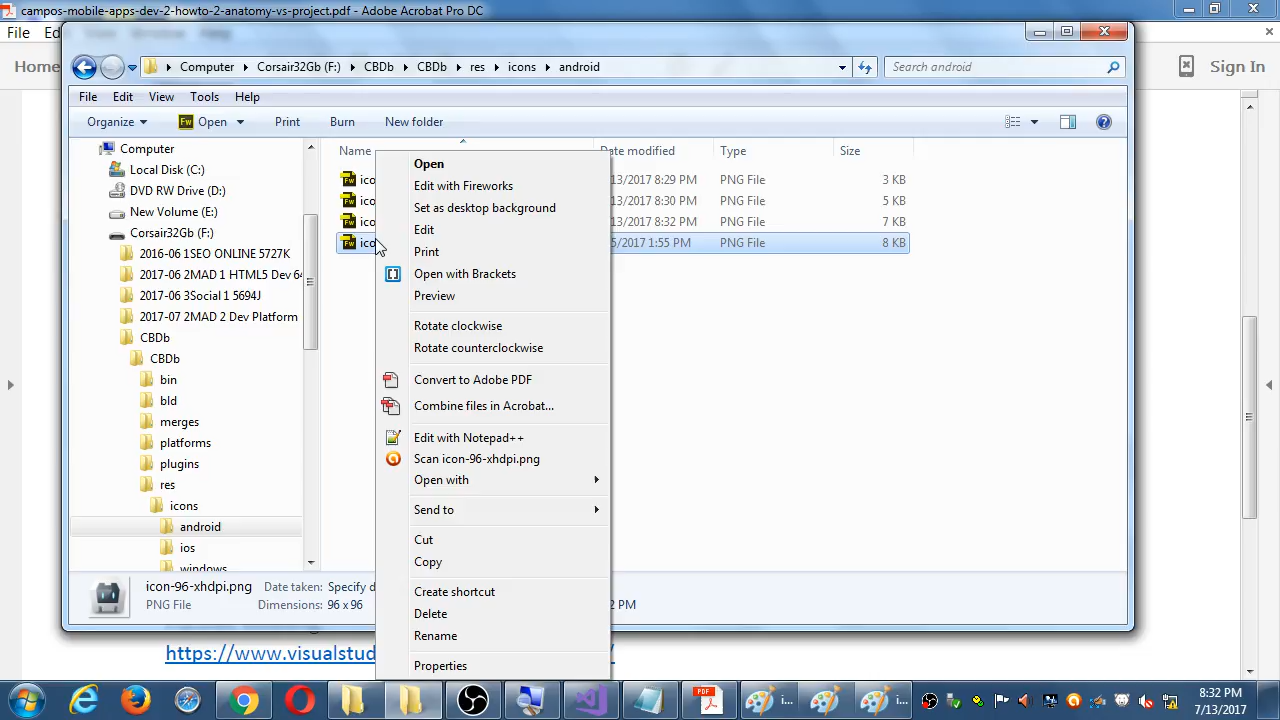 campos-mobile-apps-dev-2-howto-2-anatomy-vs-project.pdf - Adobe Acrobat Pro DC
File Ed View Window Help
Home
Sign In
Computer Corsair32Gb (F:) CBDb CBDb res icons android
Search android
File Edit View Tools Help
Organize Open Print Burn New folder
Computer
Local Disk (C:)
DVD RW Drive (D:)
New Volume (E:)
Corsair32Gb (F:)
2016-06 1SEO ONLINE 5727K
2017-06 2MAD 1 HTML5 Dev 64
2017-06 3Social 1 5694J
2017-07 2MAD 2 Dev Platform
CBDb
CBDb
bin
bld
merges
platforms
plugins
res
icons
android
ios
windows
Name Date modified Type Size
ico /13/2017 8:29 PM PNG File 3 KB
ico /13/2017 8:30 PM PNG File 5 KB
ico /13/2017 8:32 PM PNG File 7 KB
ico 5/2017 1:55 PM PNG File 8 KB
Open
Edit with Fireworks
Set as desktop background
Edit
Print
Open with Brackets
Preview
Rotate clockwise
Rotate counterclockwise
Convert to Adobe PDF
Combine files in Acrobat...
Edit with Notepad++
Scan icon-96-xhdpi.png
Open with
Send to
Cut
Copy
Create shortcut
Delete
Rename
Properties
icon-96-xhdpi.png Date taken: Specify d
PNG File Dimensions: 96 x 96 2 PM
https://www.visualstud /
i... i...
8:32 PM
7/13/2017